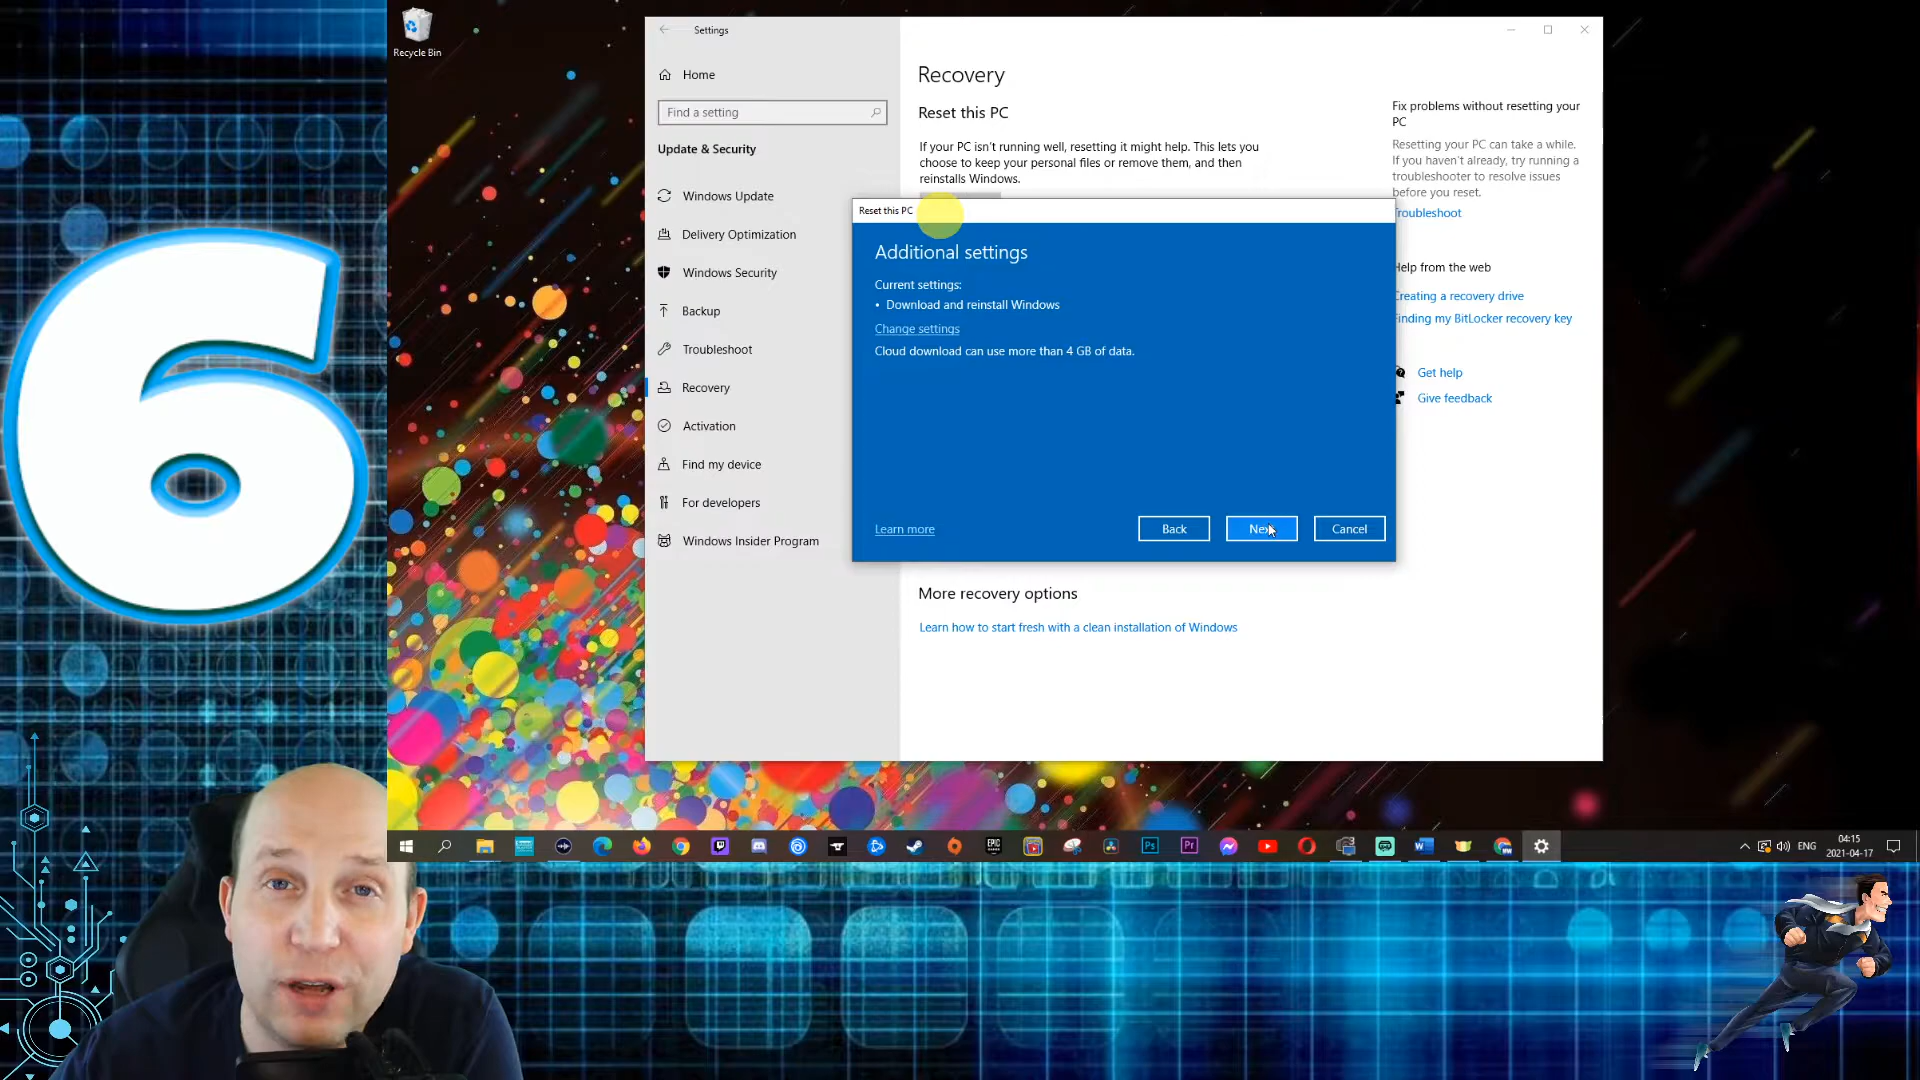 6
Recycle Bin
Settings
Home
Find a setting
Update & Security
Windows Update
Delivery Optimization
Windows Security
Backup
Troubleshoot
Recovery
Activation
Find my device
For developers
Windows Insider Program
Recovery
Reset this PC
If your PC isn't running well, resetting it might help. This lets you
choose to keep your personal files or remove them, and then
reinstalls Windows.
Reset this PC
Additional settings
Current settings:
• Download and reinstall Windows
Change settings
Cloud download can use more than 4 GB of data.
Learn more
Back
Cancel
More recovery options
Learn how to start fresh with a clean installation of Windows
Fix problems without resetting your
PC
Resetting your PC can take a while.
If you haven't already, try running a
troubleshooter to resolve issues
before you reset.
Troubleshoot
Help from the web
Creating a recovery drive
Finding my BitLocker recovery key
Get help
Give feedback
EPIC
Ps
Pr
ENG
04:15
2021-04-17